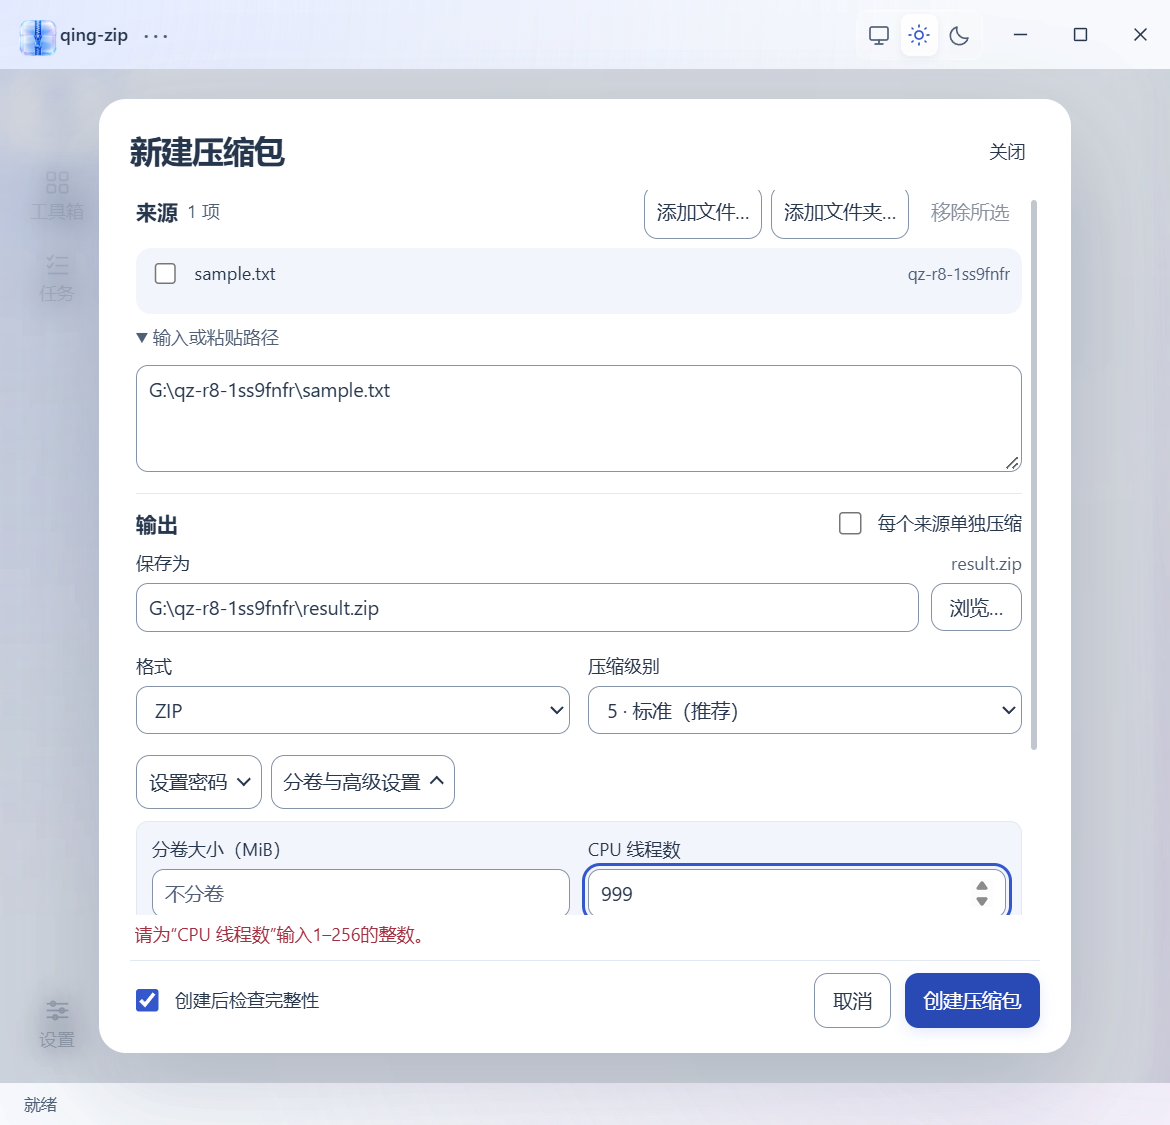 qing-zip ···
新建压缩包
关闭
来源 1 项 添加文件... 添加文件夹... 移除所选
工具箱
sample.txt qz-r8-1ss9fnfr
任务
▼ 输入或粘贴路径
G:\qz-r8-1ss9fnfr\sample.txt
输出 每个来源单独压缩
保存为 result.zip
G:\qz-r8-1ss9fnfr\result.zip 浏览...
格式 压缩级别
ZIP 5 · 标准（推荐）
设置密码 分卷与高级设置
分卷大小（MiB） CPU 线程数
不分卷 999
请为“CPU 线程数”输入1–256的整数。
创建后检查完整性 取消 创建压缩包
设置
就绪